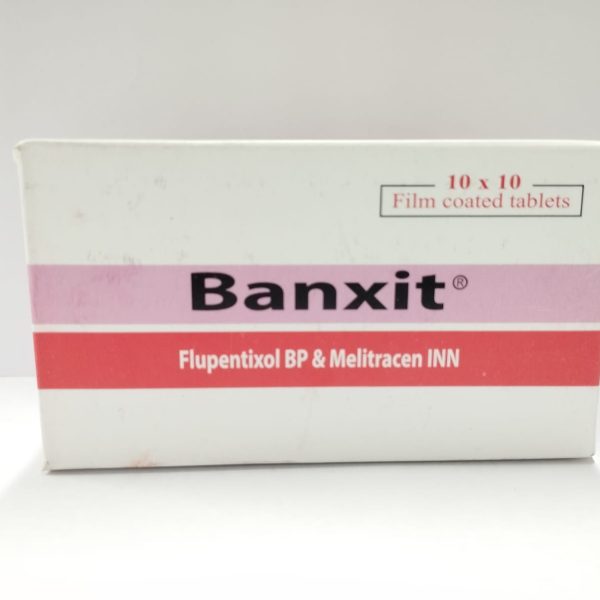 10 x 10
Film coated tablets
Banxit®
Flupentixol BP & Melitracen INN